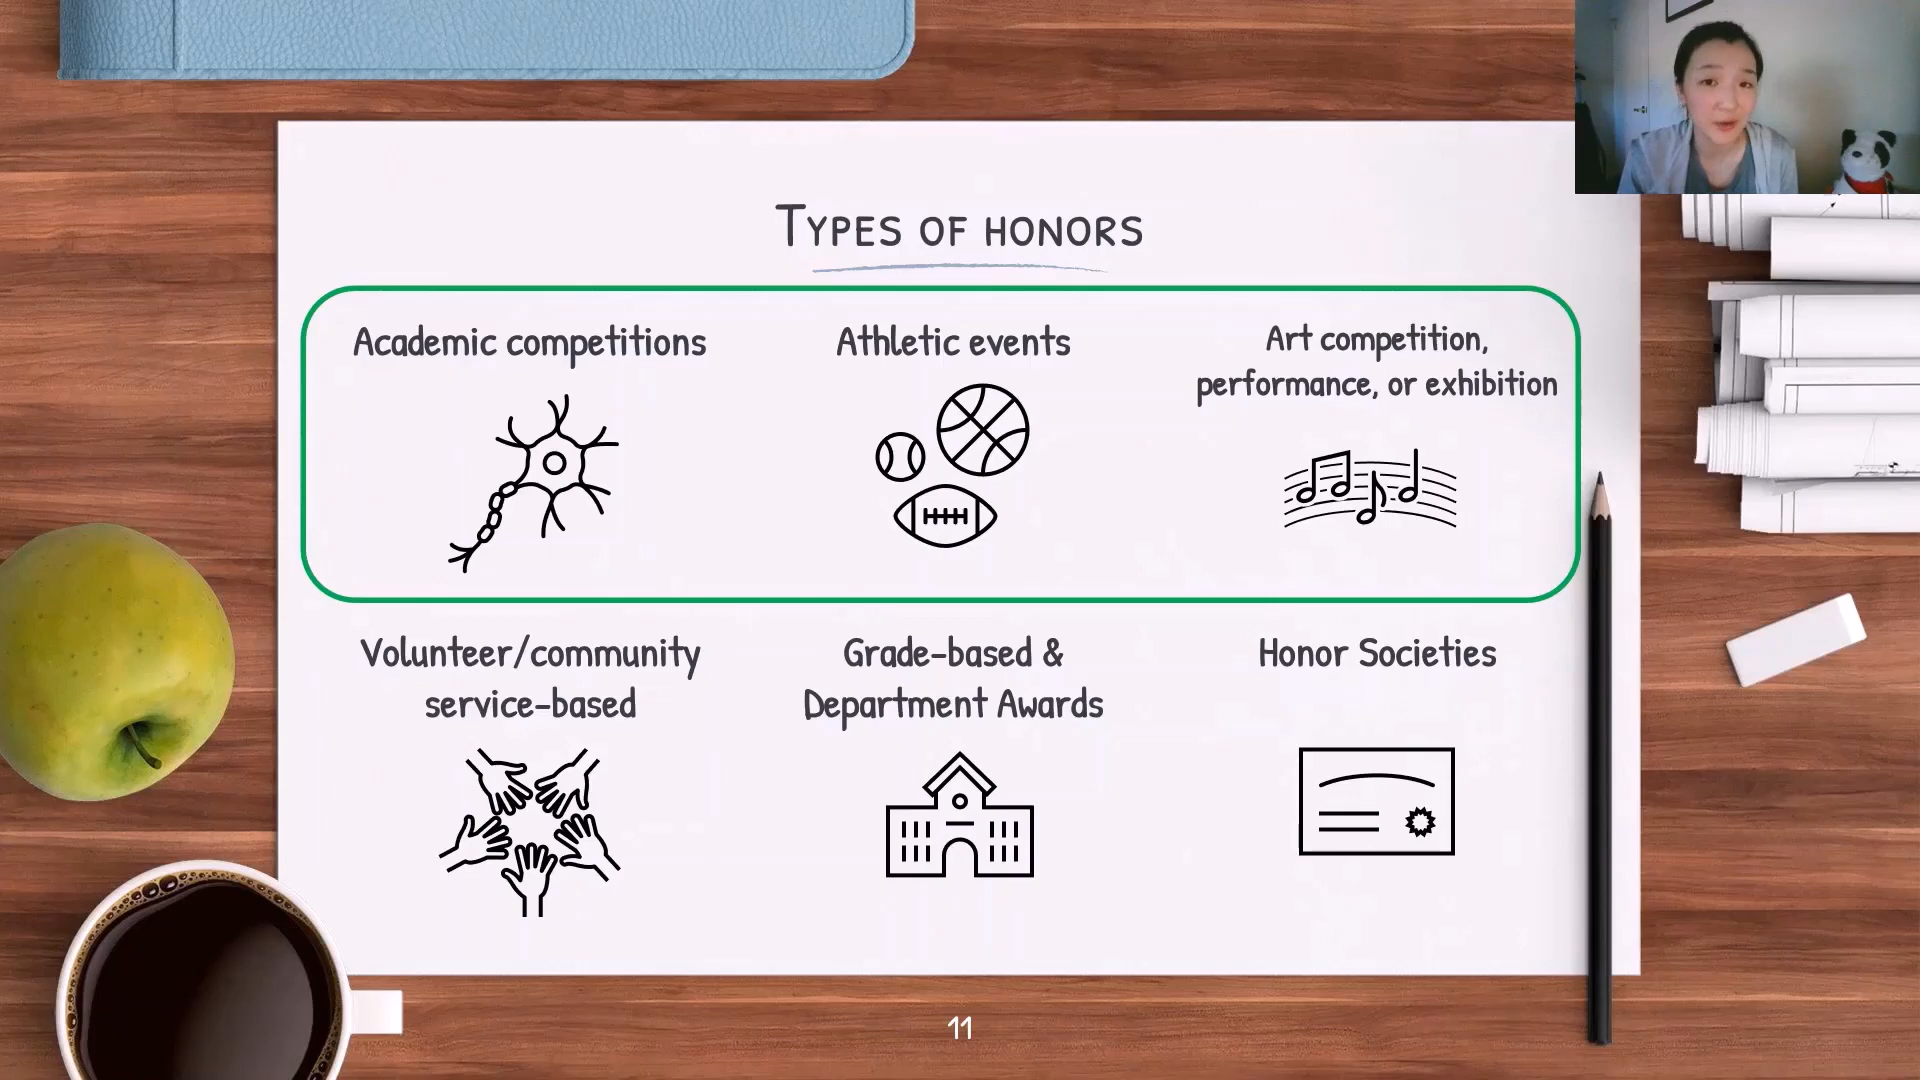 Types of honors
Academic competitions
Athletic events
Art competition,
performance, or exhibition
Volunteer/community
service-based
Grade-based &
Department Awards
Honor Societies
11